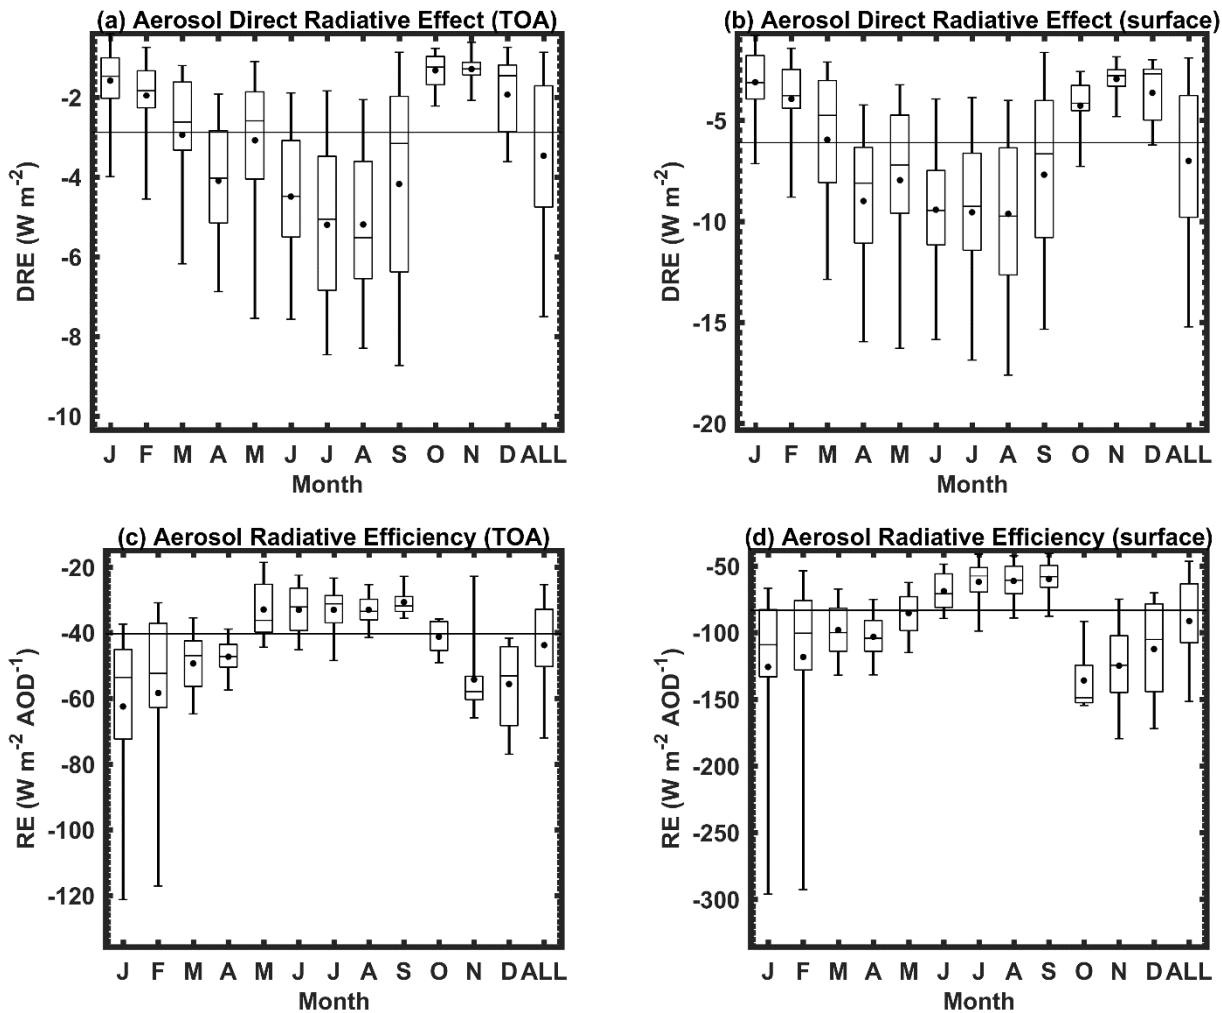 (a) Aerosol Direct Radiative Effect (TOA)
DRE (W m⁻²)
-2
-4
-6
-8
-10
J F M A M J J A S O N D ALL
Month
(b) Aerosol Direct Radiative Effect (surface)
DRE (W m⁻²)
-5
-10
-15
-20
J F M A M J J A S O N D ALL
Month
(c) Aerosol Radiative Efficiency (TOA)
RE (W m⁻² AOD⁻¹)
-20
-40
-60
-80
-100
-120
J F M A M J J A S O N D ALL
Month
(d) Aerosol Radiative Efficiency (surface)
RE (W m⁻² AOD⁻¹)
-50
-100
-150
-200
-250
-300
J F M A M J J A S O N D ALL
Month